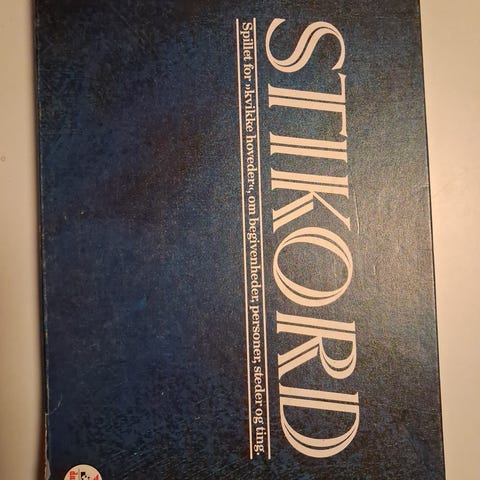 STIKORD
Spillet for »kvikke hoveder«, om begivenheder, personer, steder og ting.